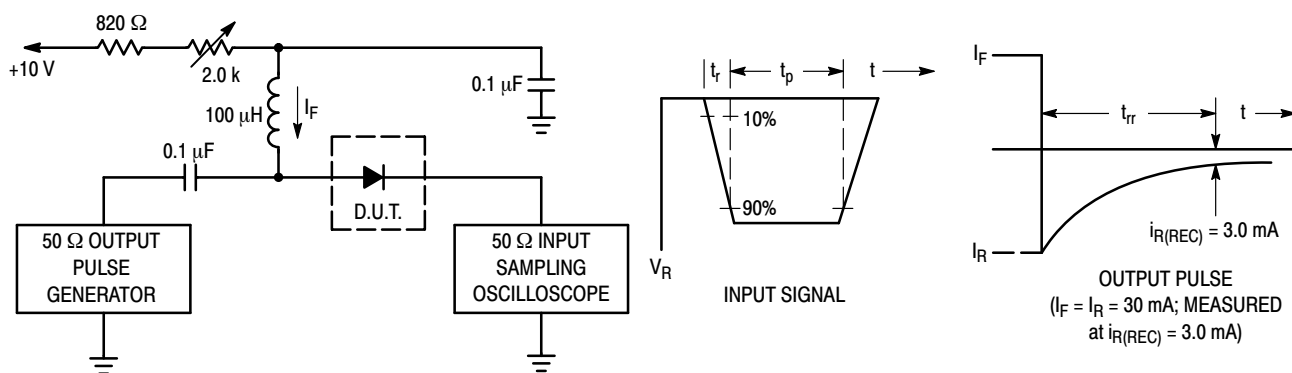 820 Ω
+10 V
2.0 k
100 μH
I_F
0.1 μF
0.1 μF
D.U.T.
50 Ω OUTPUT
PULSE
GENERATOR
50 Ω INPUT
SAMPLING
OSCILLOSCOPE
t_r
t_p
t
10%
90%
V_R
INPUT SIGNAL
I_F
t_rr
t
I_R
i_R(REC) = 3.0 mA
OUTPUT PULSE
(I_F = I_R = 30 mA; MEASURED
at i_R(REC) = 3.0 mA)